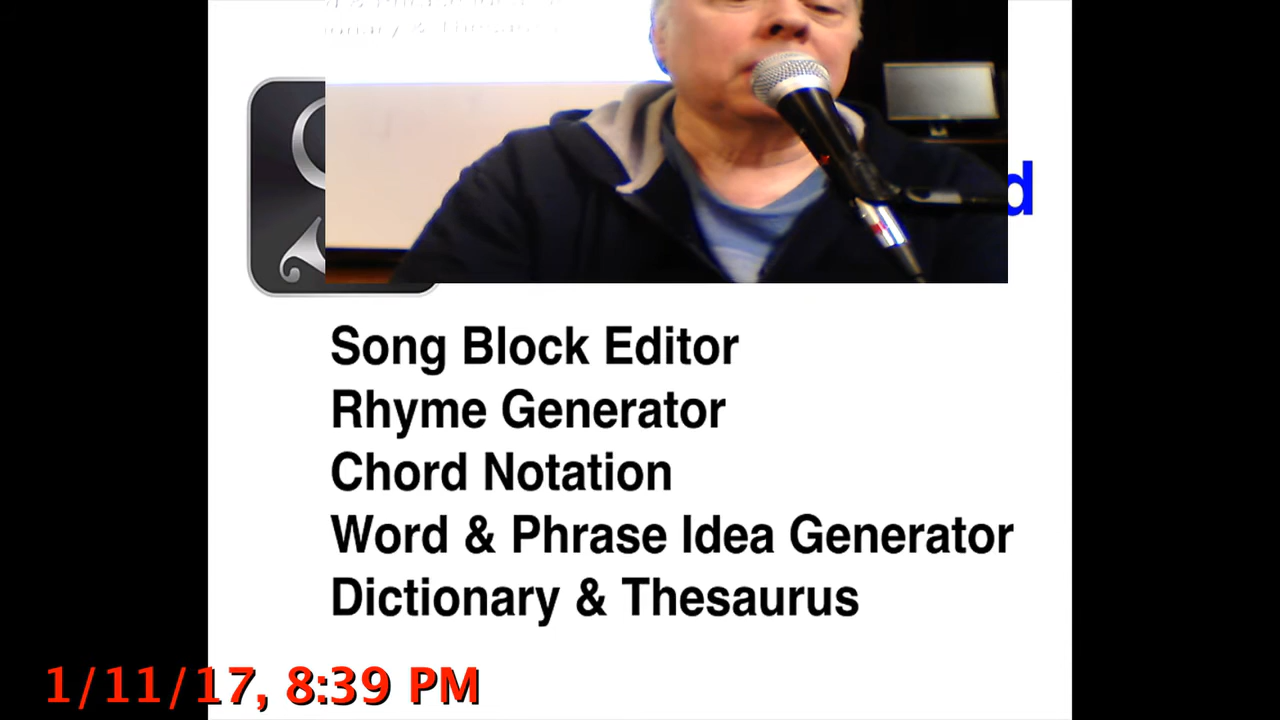 d
Song Block Editor
Rhyme Generator
Chord Notation
Word & Phrase Idea Generator
Dictionary & Thesaurus
1/11/17, 8:39 PM